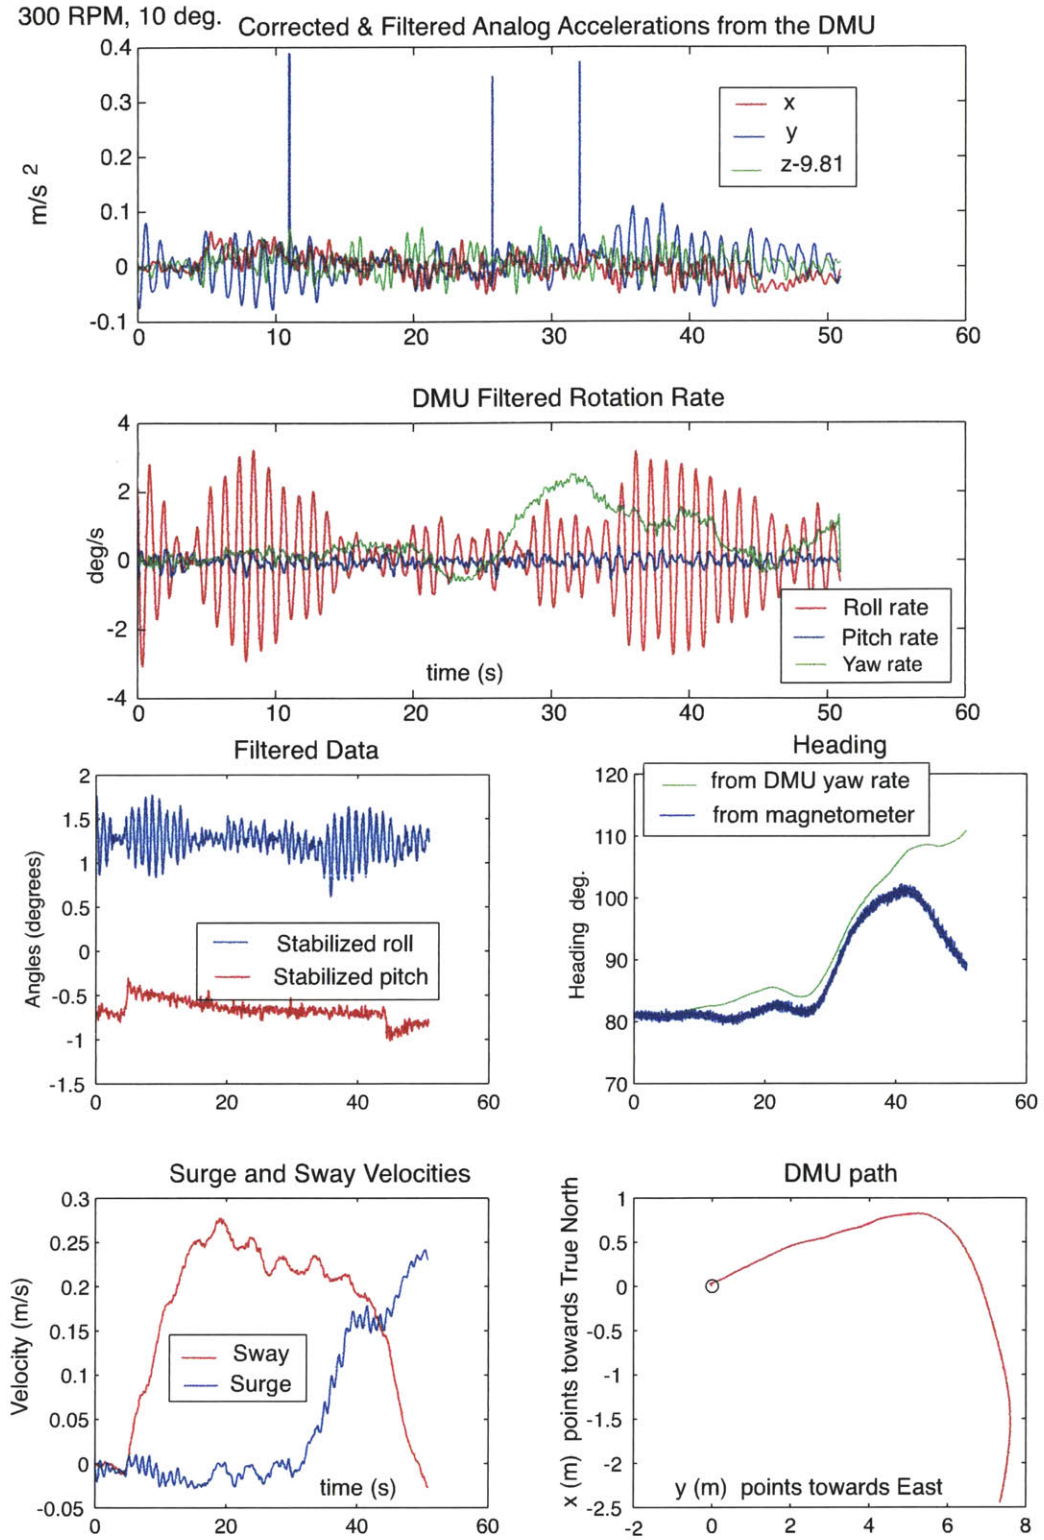 300 RPM, 10 deg.
Corrected & Filtered Analog Accelerations from the DMU
0.4
0.3
0.2
0.1
0
-0.1
m/s 2
x
y
z-9.81
0 10 20 30 40 50 60
DMU Filtered Rotation Rate
4
2
0
-2
-4
deg/s
Roll rate
Pitch rate
Yaw rate
time (s)
0 10 20 30 40 50 60
Filtered Data
2
1.5
1
0.5
0
-0.5
-1
-1.5
Angles (degrees)
Stabilized roll
Stabilized pitch
0 20 40 60
Heading
120
110
100
90
80
70
Heading deg.
from DMU yaw rate
from magnetometer
0 20 40 60
Surge and Sway Velocities
0.3
0.25
0.2
0.15
0.1
0.05
0
-0.05
Velocity (m/s)
Sway
Surge
time (s)
0 20 40 60
DMU path
1
0.5
0
-0.5
-1
-1.5
-2
-2.5
x (m) points towards True North
y (m) points towards East
-2 0 2 4 6 8